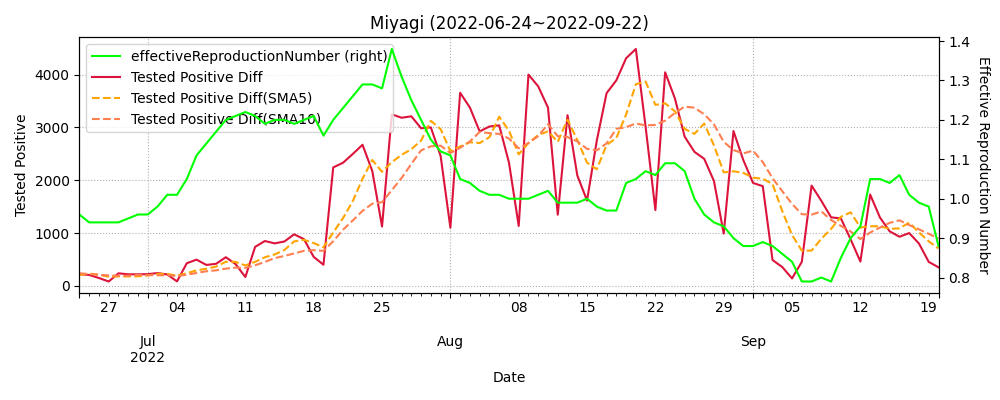 Miyagi (2022-06-24~2022-09-22)
effectiveReproductionNumber (right)
Tested Positive Diff
Tested Positive Diff(SMA5)
Tested Positive Diff(SMA10)
Tested Positive
4000
3000
2000
1000
0
1.4
1.3
1.2
1.1
1.0
0.9
0.8
Effective Reproduction Number
27 04 11 18 25 08 15 22 29 05 12 19
Jul Aug Sep
2022
Date